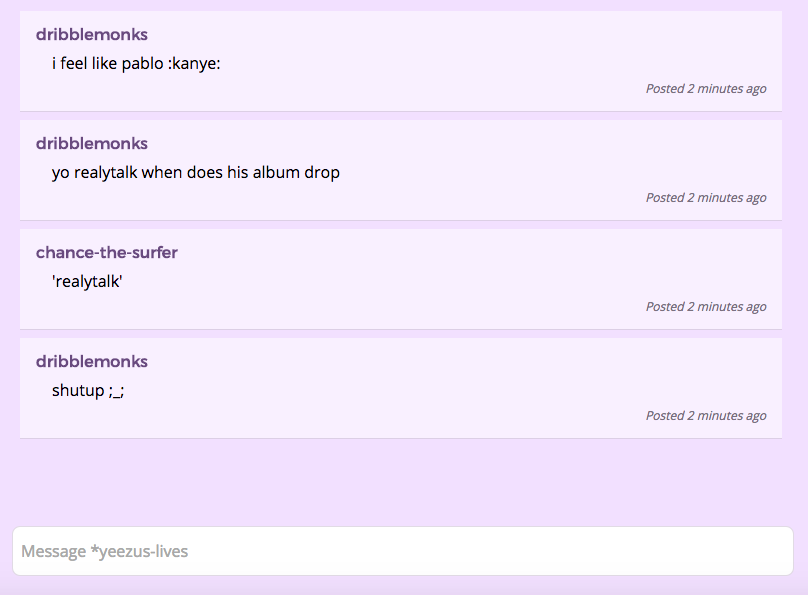 dribblemonks
i feel like pablo :kanye:
Posted 2 minutes ago
dribblemonks
yo realytalk when does his album drop
Posted 2 minutes ago
chance-the-surfer
'realytalk'
Posted 2 minutes ago
dribblemonks
shutup ;_;
Posted 2 minutes ago
Message *yeezus-lives